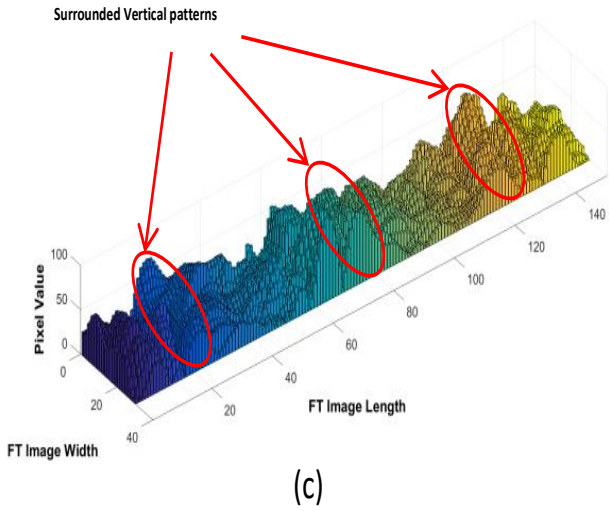 Surrounded Vertical patterns
100
50
0
Pixel Value
0
20
40
FT Image Width
20
40
60
80
100
120
140
FT Image Length
(c)